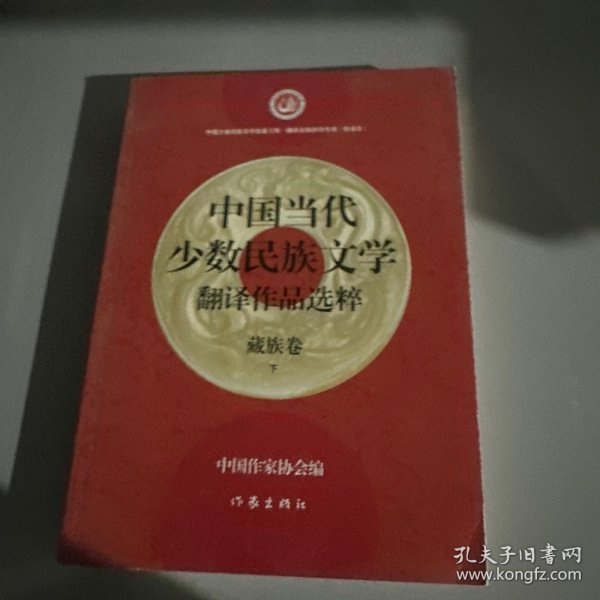 中国当代
少数民族文学
翻译作品选粹
藏族卷
下
中国作家协会编
作家出版社
孔夫子旧书网
www.kongfz.com